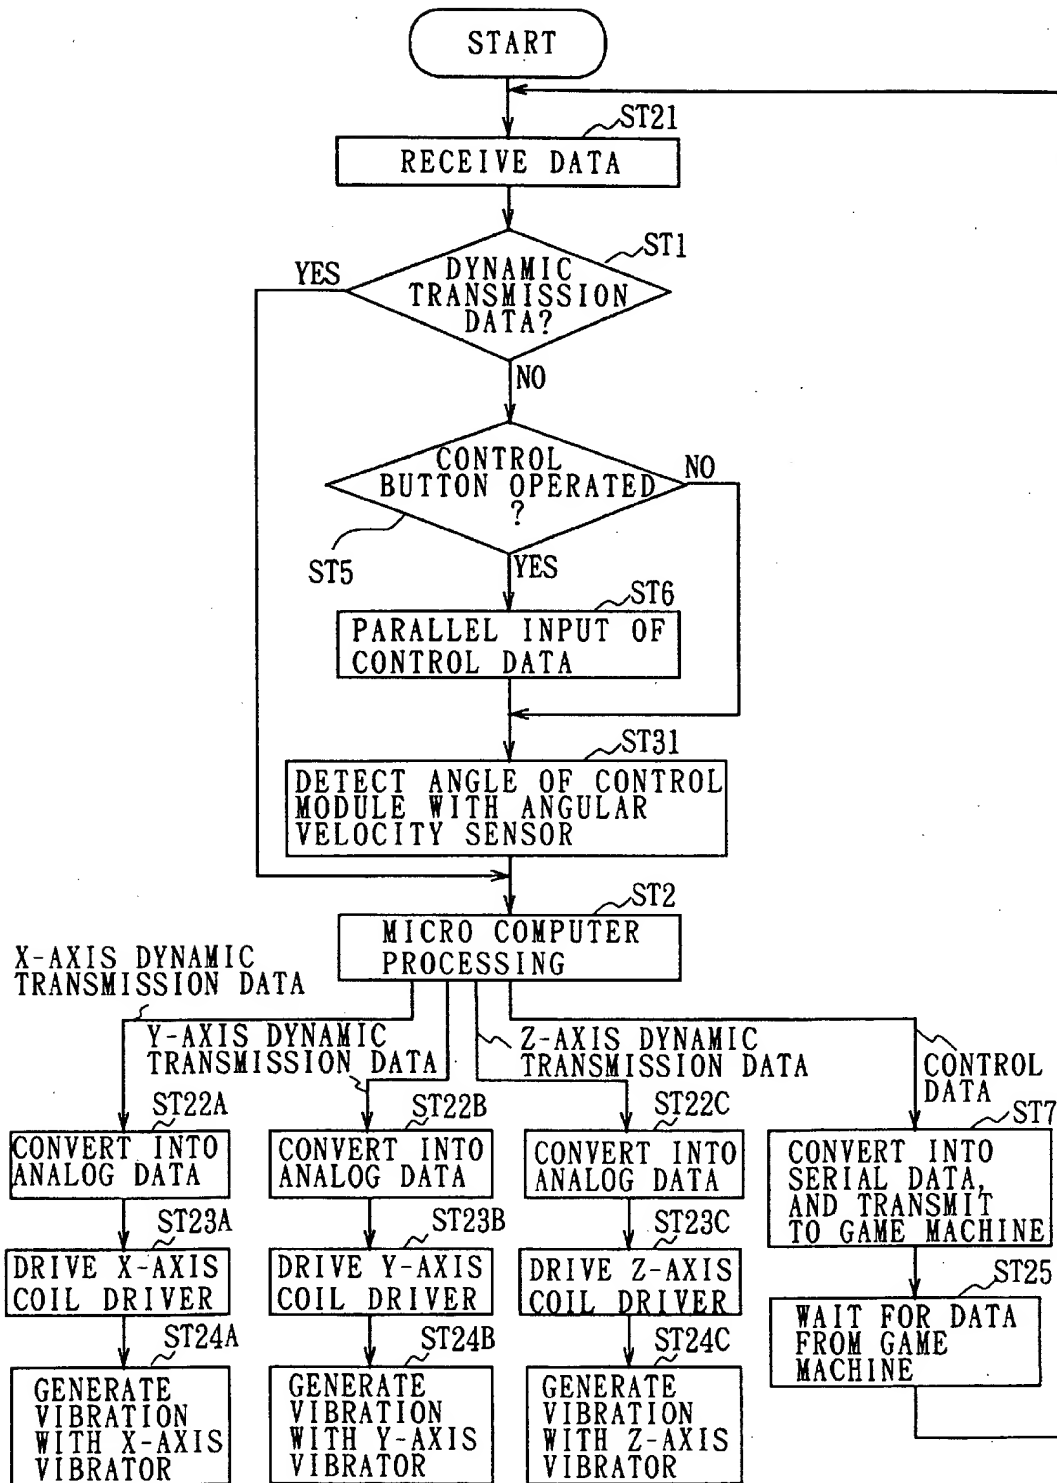 START
ST21
RECEIVE DATA
ST1
YES
DYNAMIC
TRANSMISSION
DATA?
NO
CONTROL
BUTTON OPERATED
?
NO
ST5
YES
ST6
PARALLEL INPUT OF
CONTROL DATA
ST31
DETECT ANGLE OF CONTROL
MODULE WITH ANGULAR
VELOCITY SENSOR
ST2
MICRO COMPUTER
PROCESSING
X-AXIS DYNAMIC
TRANSMISSION DATA
Y-AXIS DYNAMIC
TRANSMISSION DATA
Z-AXIS DYNAMIC
TRANSMISSION DATA
CONTROL
DATA
ST22A
CONVERT INTO
ANALOG DATA
ST22B
CONVERT INTO
ANALOG DATA
ST22C
CONVERT INTO
ANALOG DATA
ST7
CONVERT INTO
SERIAL DATA,
AND TRANSMIT
TO GAME MACHINE
ST23A
DRIVE X-AXIS
COIL DRIVER
ST23B
DRIVE Y-AXIS
COIL DRIVER
ST23C
DRIVE Z-AXIS
COIL DRIVER
ST25
WAIT FOR DATA
FROM GAME
MACHINE
ST24A
GENERATE
VIBRATION
WITH X-AXIS
VIBRATOR
ST24B
GENERATE
VIBRATION
WITH Y-AXIS
VIBRATOR
ST24C
GENERATE
VIBRATION
WITH Z-AXIS
VIBRATOR